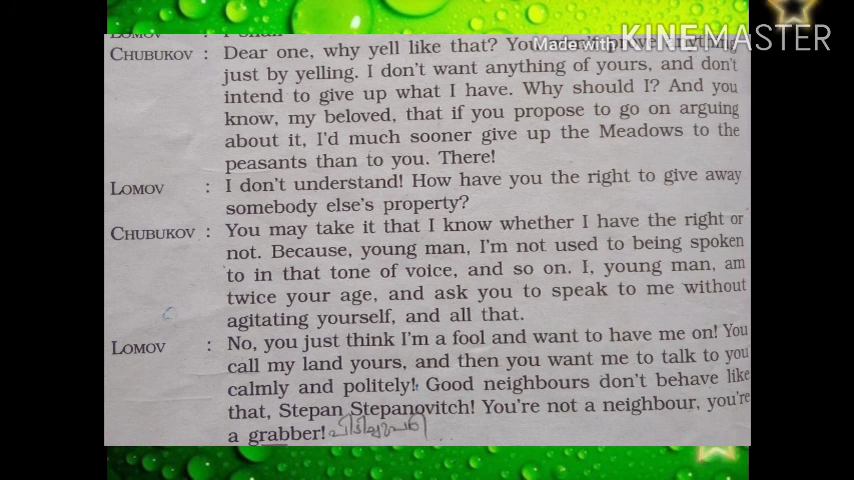 CHUBUKOV : Dear one, why yell like that? You
Made with KINEMASTER
just by yelling. I don't want anything of yours, and don't
intend to give up what I have. Why should I? And you
know, my beloved, that if you propose to go on arguing
about it, I'd much sooner give up the Meadows to the
peasants than to you. There!
LOMOV : I don't understand! How have you the right to give away
somebody else's property?
CHUBUKOV : You may take it that I know whether I have the right or
not. Because, young man, I'm not used to being spoken
to in that tone of voice, and so on. I, young man, am
twice your age, and ask you to speak to me without
agitating yourself, and all that.
LOMOV : No, you just think I'm a fool and want to have me on! You
call my land yours, and then you want me to talk to you
calmly and politely! Good neighbours don't behave like
that, Stepan Stepanovitch! You're not a neighbour, you're
a grabber!